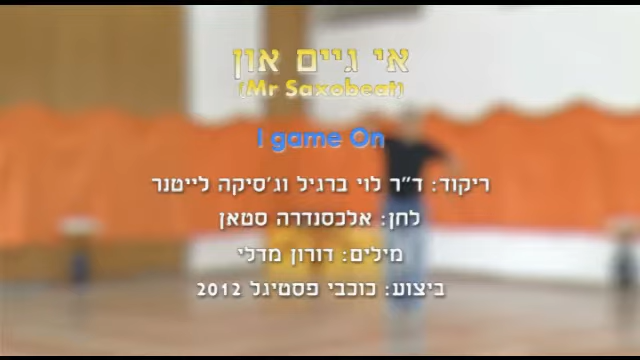 אי גיים און
(Mr Saxobeat)
I game On
ריקוד: ד"ר לוי ברגיל וג'סיקה לייטנר
לחן: אלכסנדרה סטאן
מילים: דורון מדלי
ביצוע: כוכבי פסטיגל 2012